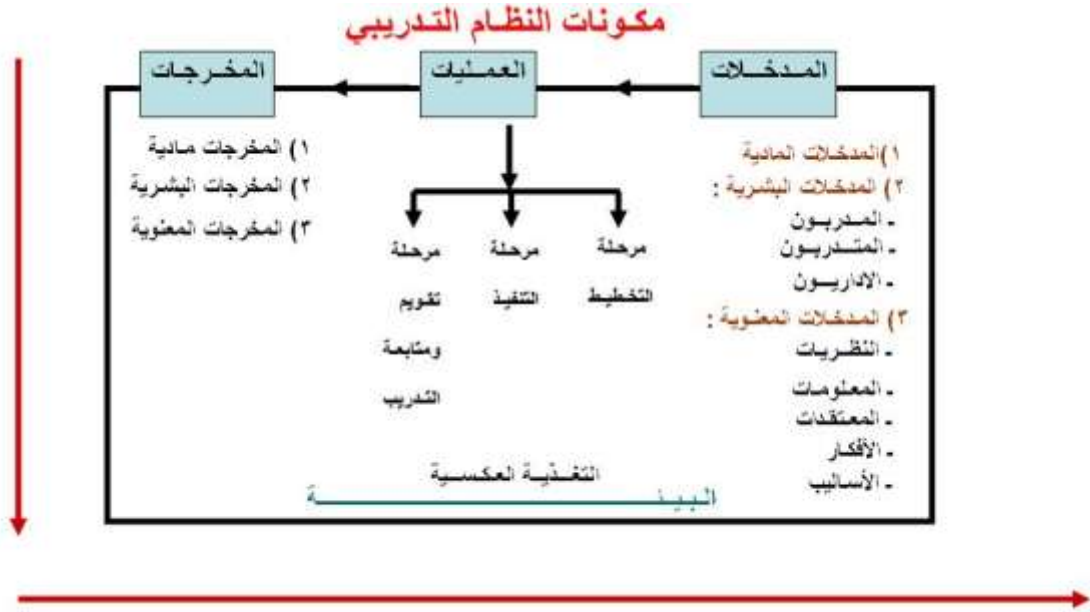 مكونات النظام التدريبي
المدخلات
العمليات
المخرجات
١)المدخلات المادية
٢) المدخلات البشرية :
ـ المدربون
ـ المتدربون
ـ الاداريون
٣) المدخلات المعنوية :
ـ النظريات
ـ المعلومات
ـ المعتقدات
ـ الأفكار
ـ الأساليب
مرحلة
التخطيط
مرحلة
التنفيذ
مرحلة
تقويم
ومتابعة
التدريب
١) المخرجات مادية
٢) المخرجات البشرية
٣) المخرجات المعنوية
التغذية العكسية
البيئة